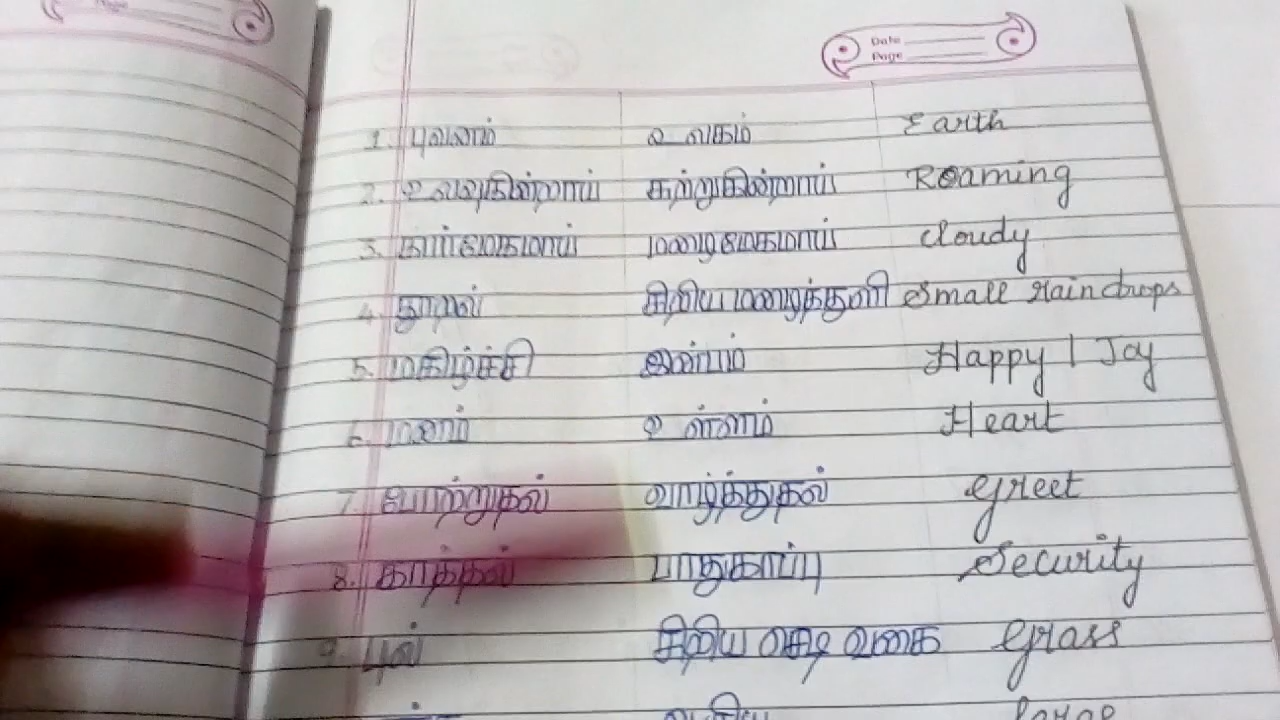 Date
Page
1. புவனம் உலகம் Earth
2. உலவுகின்றாய் சுற்றுகின்றாய் Roaming
3. கார்மேகமாய் மழைமேகமாய் Cloudy
4. தூறல் சிறிய மழைத்துளி Small raindrops
5. மகிழ்ச்சி இன்பம் Happy / Joy
6. மனம் உள்ளம் Heart
7. போற்றுதல் வாழ்த்துதல் Greet
8. காத்தல் பாதுகாப்பு Security
9. புல் சிறிய செடி வகை Grass
பெரிய Large